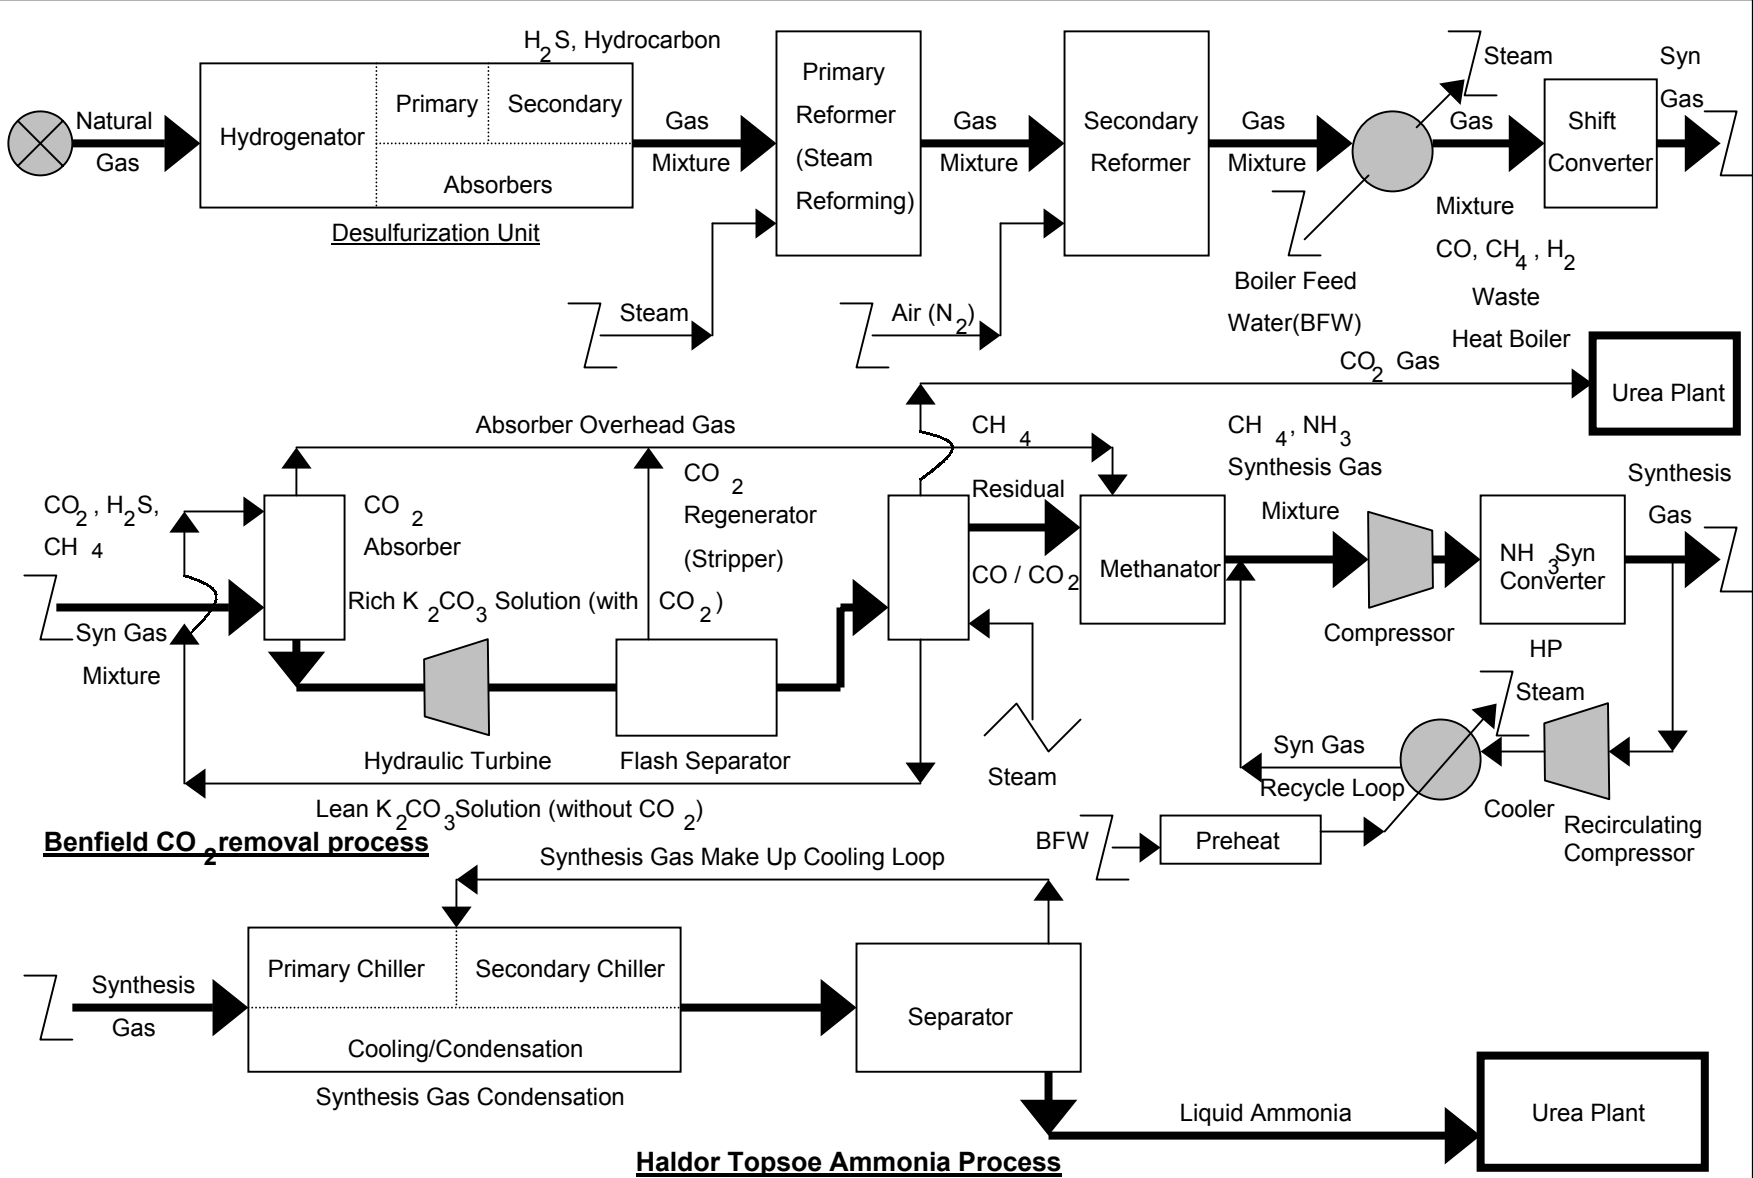 H2S, Hydrocarbon
Natural
Gas
Hydrogenator
Primary
Secondary
Absorbers
Desulfurization Unit
Gas
Mixture
Primary
Reformer
(Steam
Reforming)
Steam
Gas
Mixture
Air (N2)
Secondary
Reformer
Gas
Mixture
Boiler Feed
Water(BFW)
Steam
Gas
Mixture
CO, CH4 , H2
Waste
Heat Boiler
Shift
Converter
Syn
Gas
CO2 Gas
Urea Plant
Absorber Overhead Gas
CH4
CH4, NH3
Synthesis Gas
Mixture
CO2 , H2S,
CH4
Syn Gas
Mixture
CO2
Absorber
CO2
Regenerator
(Stripper)
Rich K2CO3 Solution (with CO2)
Hydraulic Turbine
Flash Separator
Lean K2CO3Solution (without CO2)
Benfield CO2removal process
Residual
CO / CO2
Steam
Methanator
Compressor
NH3Syn
Converter
HP
Steam
Synthesis
Gas
Syn Gas
Recycle Loop
Cooler
Recirculating
Compressor
BFW
Preheat
Synthesis Gas Make Up Cooling Loop
Synthesis
Gas
Primary Chiller
Secondary Chiller
Cooling/Condensation
Synthesis Gas Condensation
Separator
Liquid Ammonia
Urea Plant
Haldor Topsoe Ammonia Process